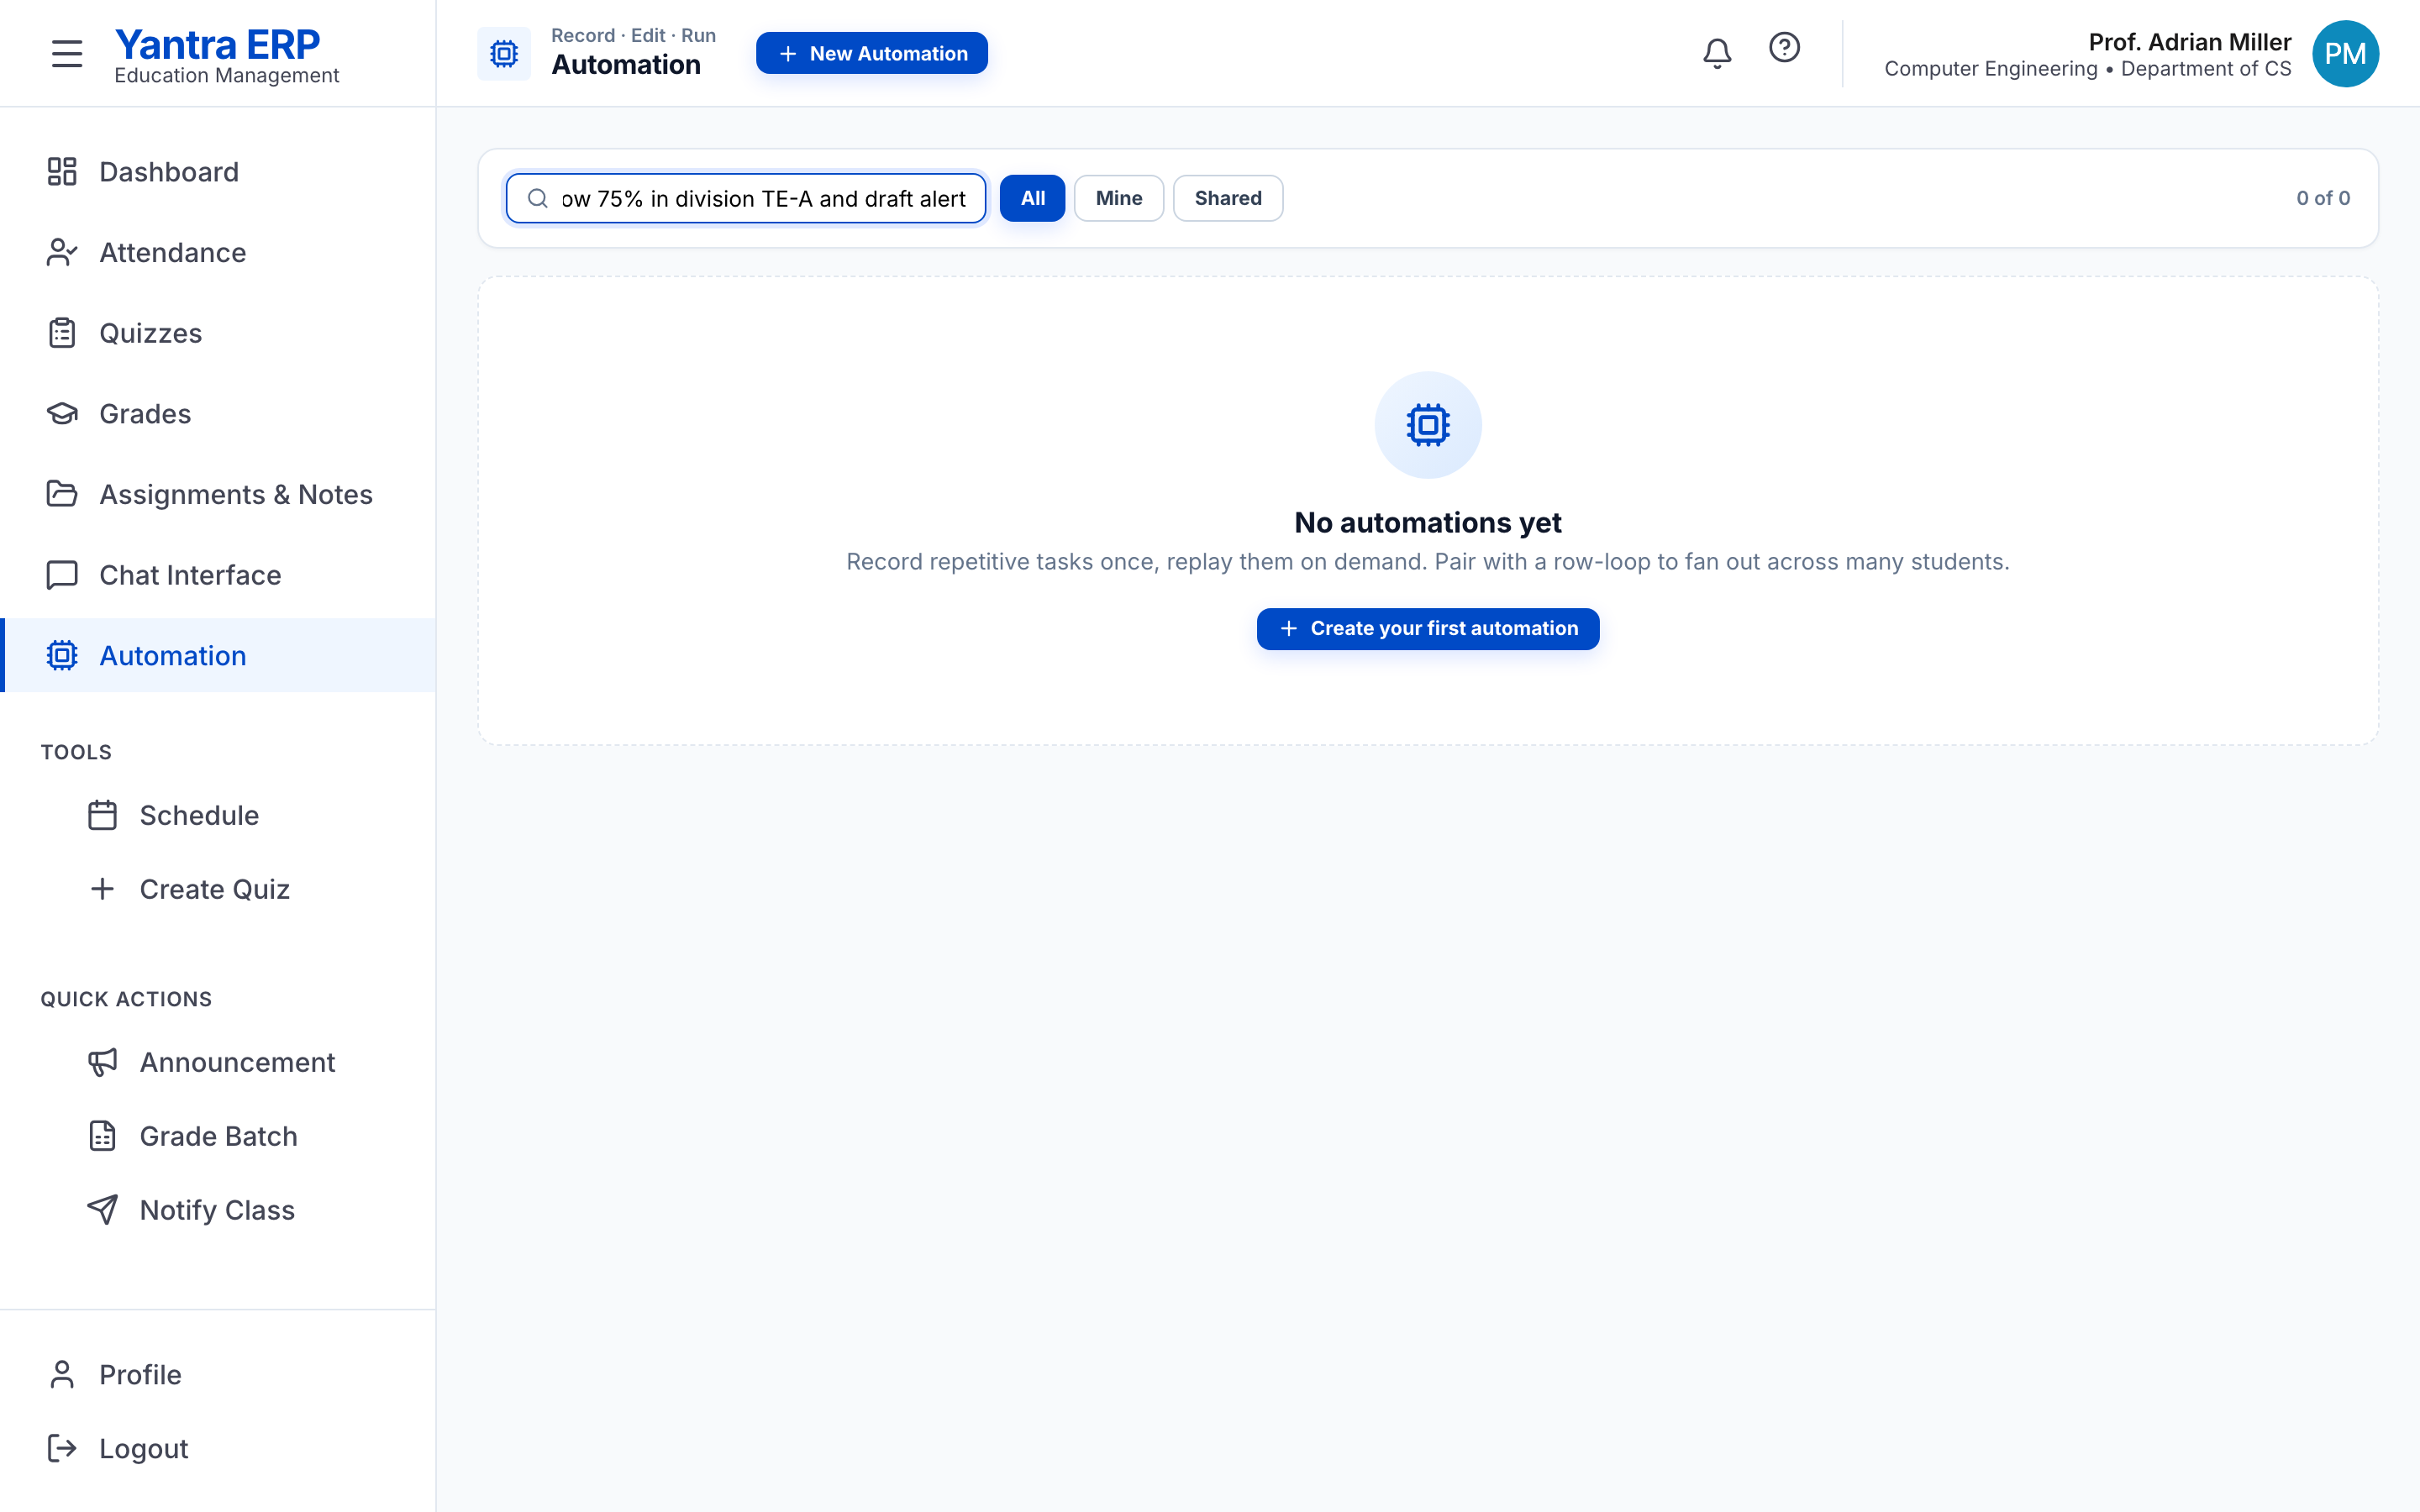 Yantra ERP
Education Management
Record · Edit · Run
Automation
New Automation
Prof. Adrian Miller
Computer Engineering • Department of CS
PM
Dashboard
Attendance
Quizzes
Grades
Assignments & Notes
Chat Interface
Automation
TOOLS
Schedule
Create Quiz
QUICK ACTIONS
Announcement
Grade Batch
Notify Class
Profile
Logout
ow 75% in division TE-A and draft alert
All
Mine
Shared
0 of 0
No automations yet
Record repetitive tasks once, replay them on demand. Pair with a row-loop to fan out across many students.
Create your first automation